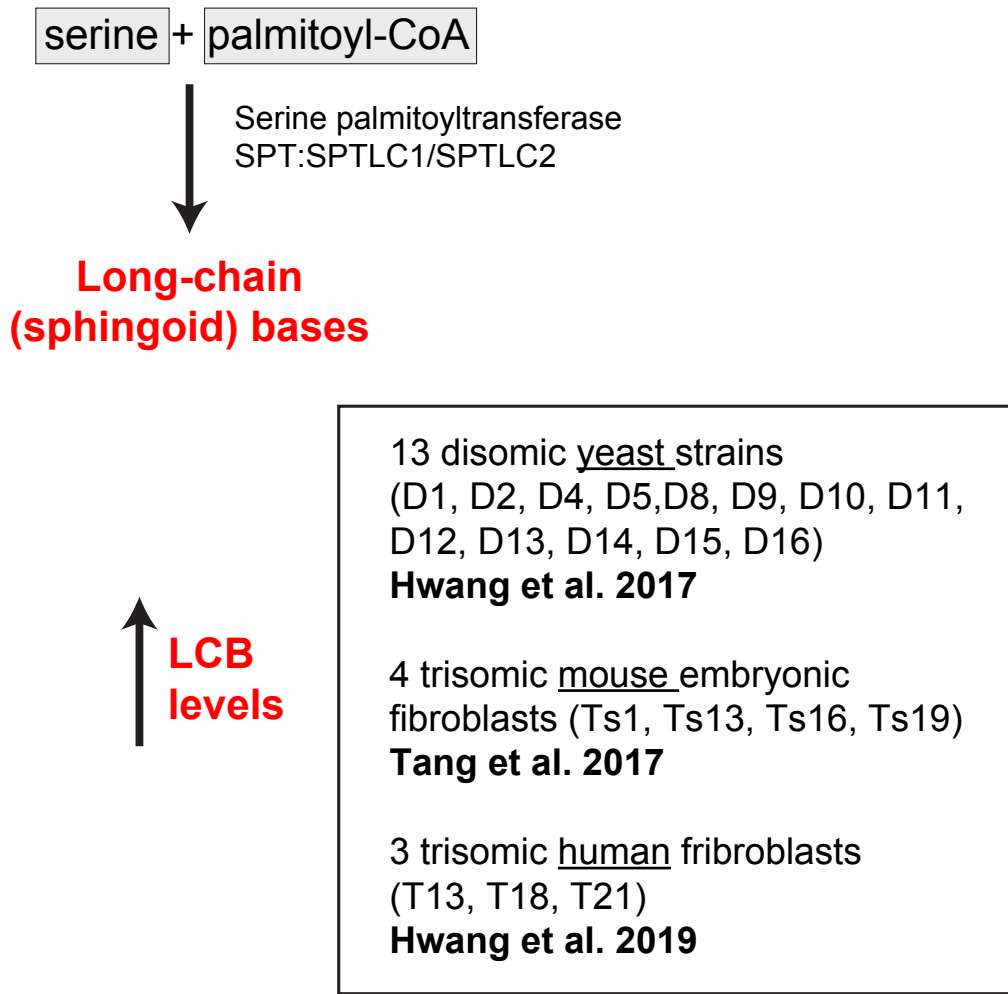 serine + palmitoyl-CoA
Serine palmitoyltransferase
SPT:SPTLC1/SPTLC2
Long-chain
(sphingoid) bases
LCB
levels
13 disomic yeast strains
(D1, D2, D4, D5,D8, D9, D10, D11,
D12, D13, D14, D15, D16)
Hwang et al. 2017
4 trisomic mouse embryonic
fibroblasts (Ts1, Ts13, Ts16, Ts19)
Tang et al. 2017
3 trisomic human fribroblasts
(T13, T18, T21)
Hwang et al. 2019